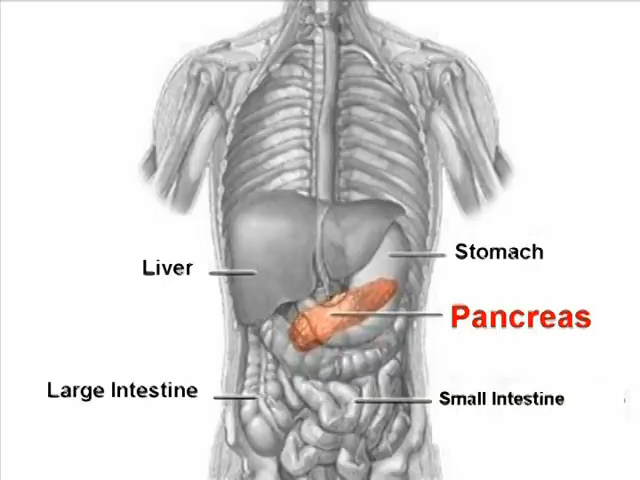 Stomach
Liver
Pancreas
Large Intestine
Small Intestine